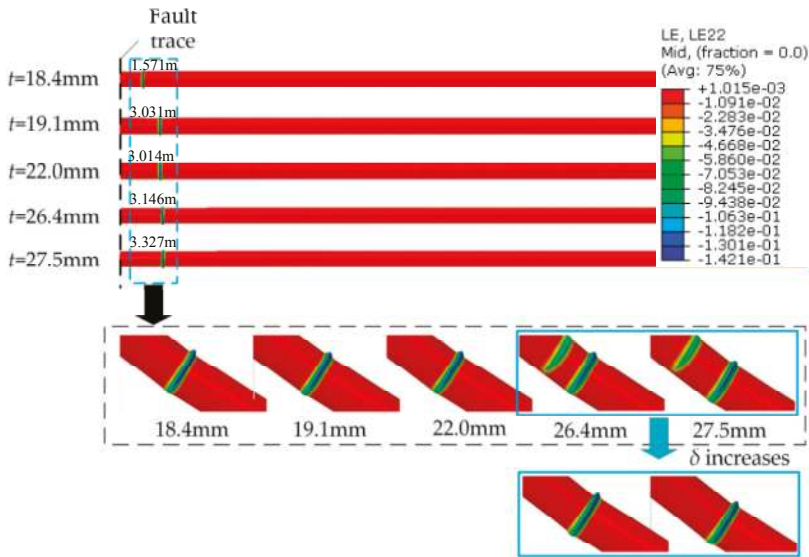 Fault
trace
LE, LE22
Mid, (fraction = 0.0)
(Avg: 75%)
+1.015e-03
-1.091e-02
-2.283e-02
-3.476e-02
-4.668e-02
-5.860e-02
-7.053e-02
-8.245e-02
-9.438e-02
-1.063e-01
-1.182e-01
-1.301e-01
-1.421e-01
1.571m
t=18.4mm
3.031m
t=19.1mm
3.014m
t=22.0mm
3.146m
t=26.4mm
3.327m
t=27.5mm
18.4mm 19.1mm 22.0mm 26.4mm 27.5mm
δ increases